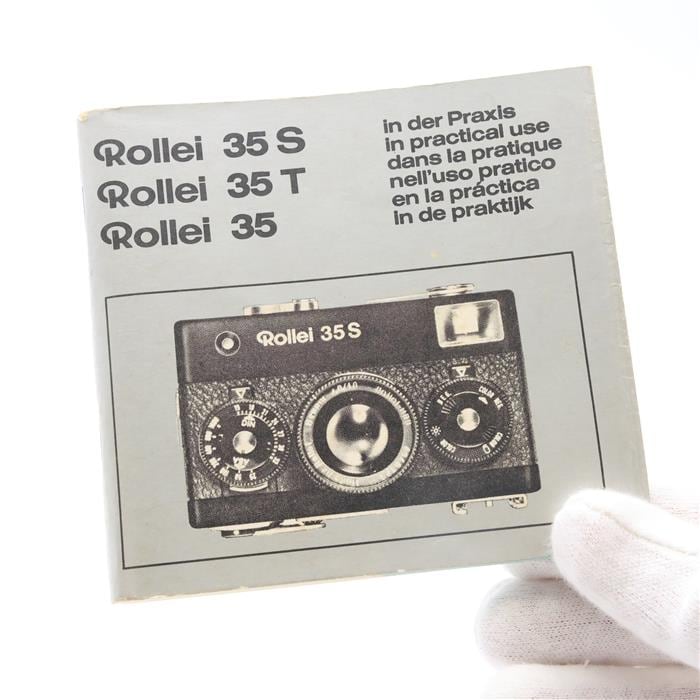 Rollei 35 S
Rollei 35 T
Rollei 35
in der Praxis
in practical use
dans la pratique
nell'uso pratico
en la práctica
in de praktijk
Rollei 35 S